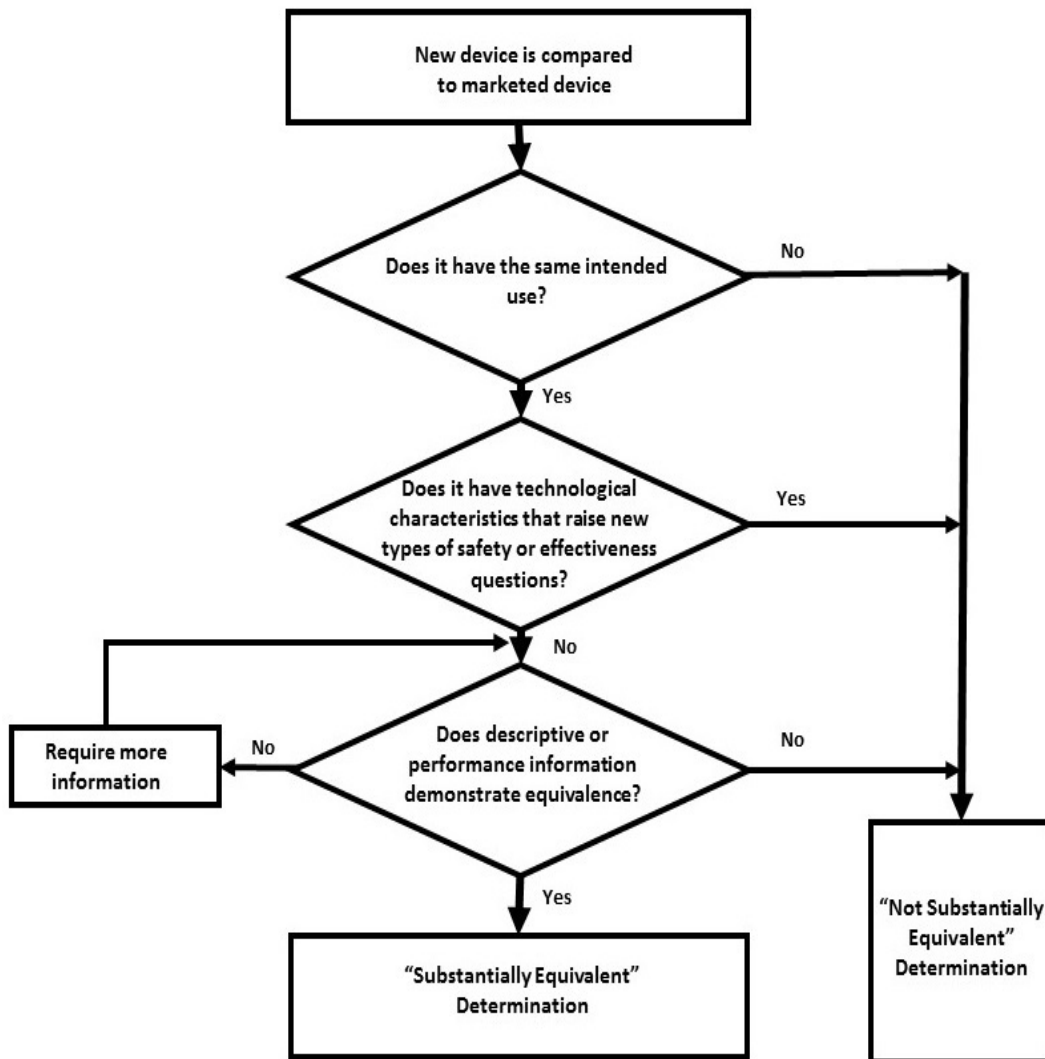 New device is compared
to marketed device
Does it have the same intended
use?
No
Yes
Does it have technological
characteristics that raise new
types of safety or effectiveness
questions?
Yes
No
Does descriptive or
performance information
demonstrate equivalence?
No
Require more
information
No
Yes
“Substantially Equivalent”
Determination
“Not Substantially
Equivalent”
Determination